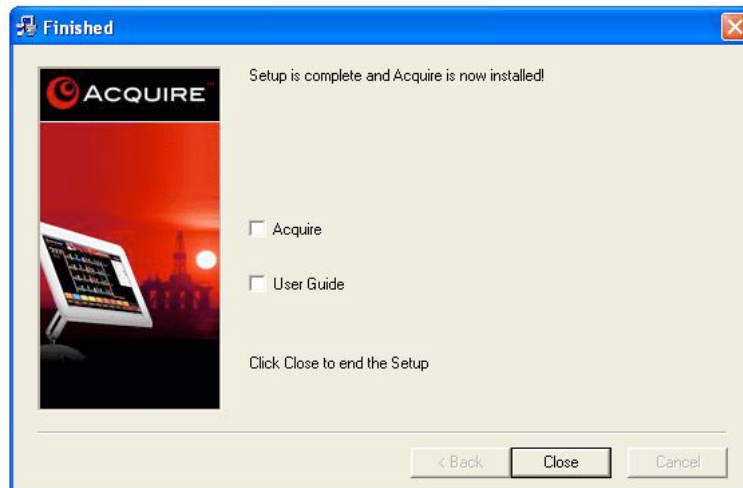 Finished
ACQUIRE™
Setup is complete and Acquire is now installed!
Acquire
User Guide
Click Close to end the Setup
< Back
Close
Cancel